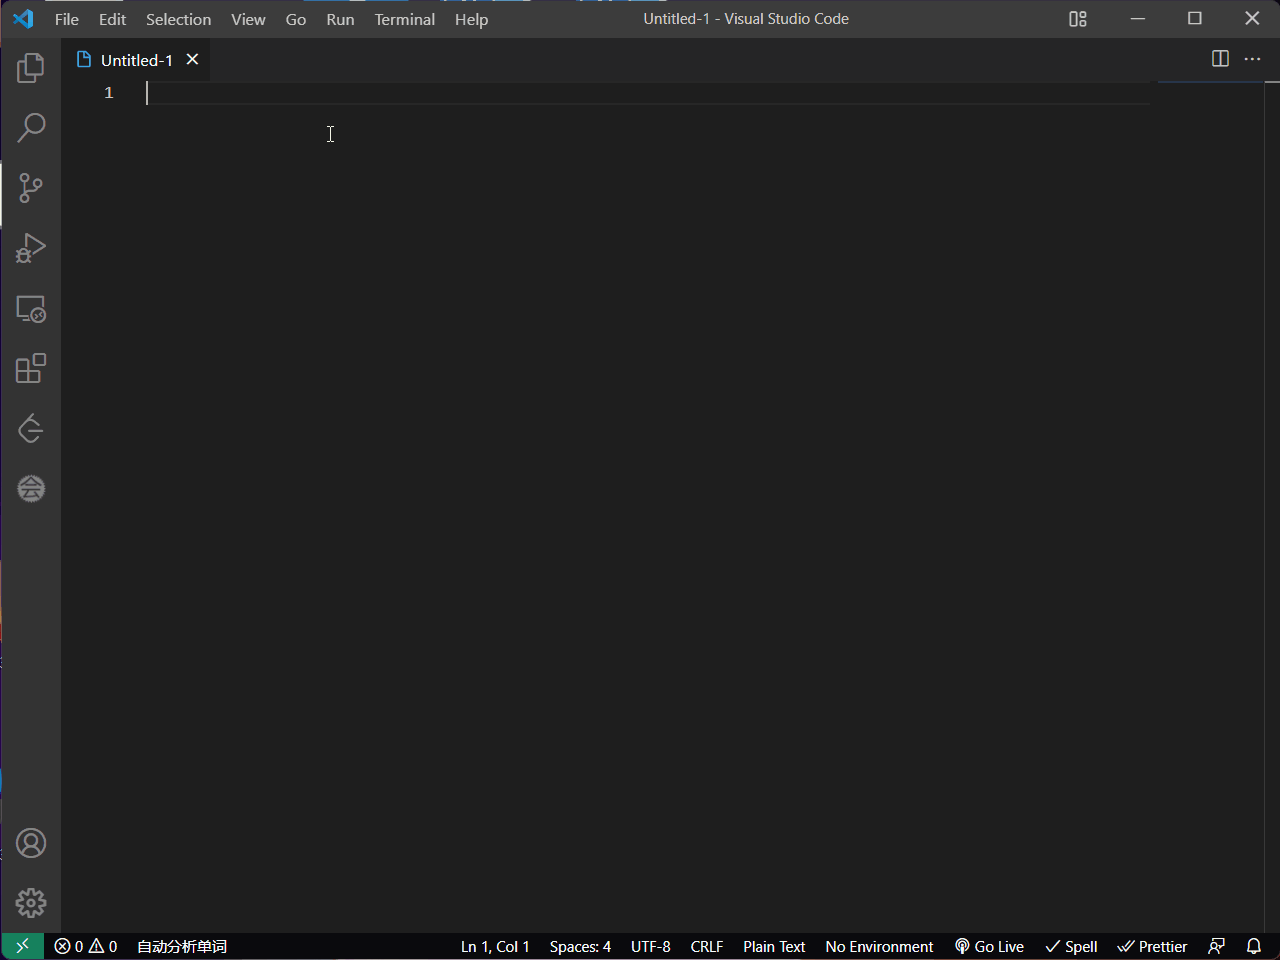 File Edit Selection View Go Run Terminal Help Untitled-1 - Visual Studio Code
Untitled-1
1
会
0 0 自动分析单词 Ln 1, Col 1 Spaces: 4 UTF-8 CRLF Plain Text No Environment Go Live Spell Prettier